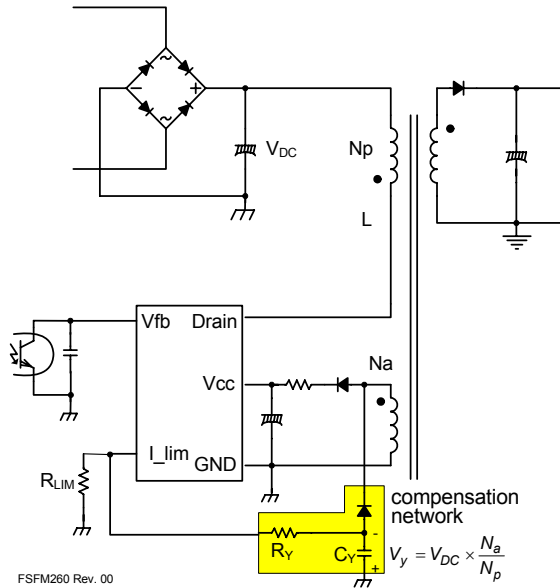 ~
−
+
~
V_DC
Np
L
Vfb
Drain
Na
Vcc
I_lim
GND
R_LIM
compensation
network
R_Y
C_Y
-
+
V_y = V_DC × N_a / N_p
FSFM260 Rev. 00